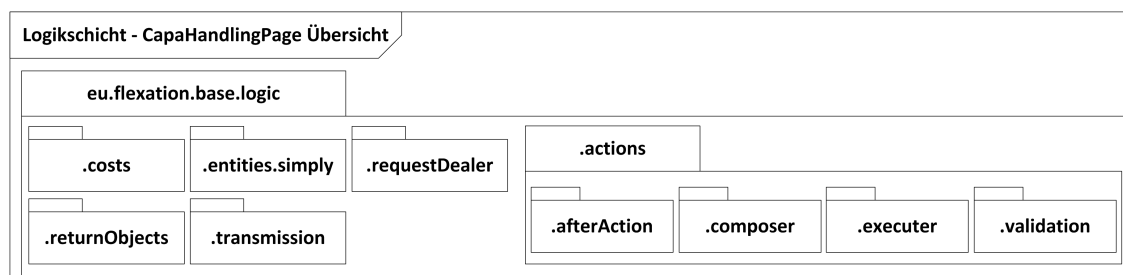 Logikschicht - CapaHandlingPage Übersicht
eu.flexation.base.logic
.costs
.entities.simply
.requestDealer
.returnObjects
.transmission
.actions
.afterAction
.composer
.executer
.validation